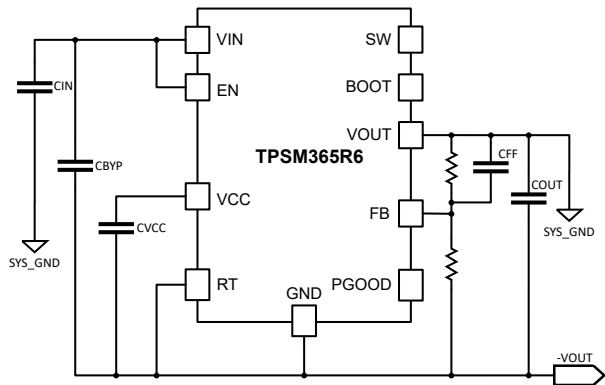 VIN
SW
CIN
EN
BOOT
VOUT
TPSM365R6
CFF
CBYP
COUT
VCC
FB
CVCC
SYS_GND
SYS_GND
RT
GND
PGOOD
-VOUT